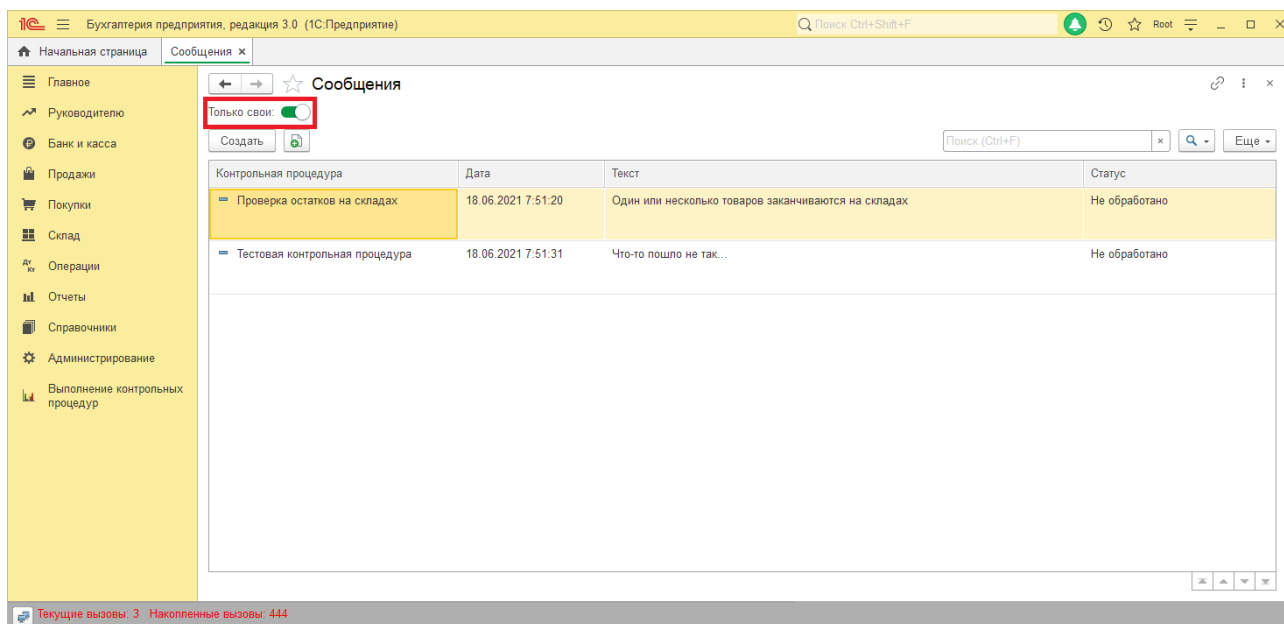 1С Бухгалтерия предприятия, редакция 3.0 (1С:Предприятие) Поиск Ctrl+Shift+F Root
Начальная страница Сообщения ×
Главное
Руководителю
Банк и касса
Продажи
Покупки
Склад
Дт Кт Операции
Отчеты
Справочники
Администрирование
Выполнение контрольных
процедур
Сообщения
Только свои:
Создать Поиск (Ctrl+F) × Еще
Контрольная процедура Дата Текст Статус
Проверка остатков на складах 18.06.2021 7:51:20 Один или несколько товаров заканчиваются на складах Не обработано
Тестовая контрольная процедура 18.06.2021 7:51:31 Что-то пошло не так... Не обработано
Текущие вызовы: 3 Накопленные вызовы: 444